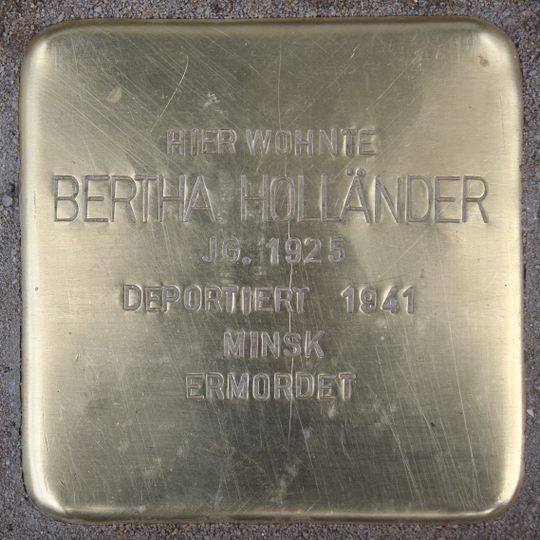 HIER WOHNTE
BERTHA HOLLÄNDER
JG. 1925
DEPORTIERT 1941
MINSK
ERMORDET